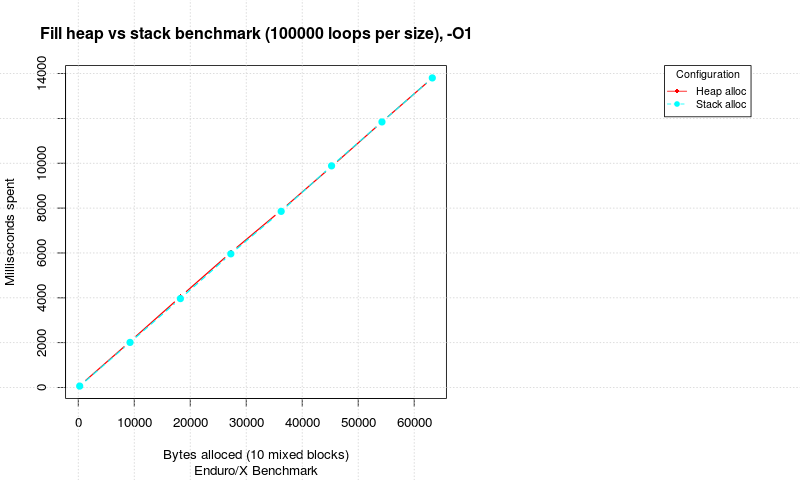 Fill heap vs stack benchmark (100000 loops per size), -O1
Milliseconds spent
14000
10000
8000
6000
4000
2000
0
0 10000 20000 30000 40000 50000 60000
Bytes alloced (10 mixed blocks)
Enduro/X Benchmark
Configuration
Heap alloc
Stack alloc